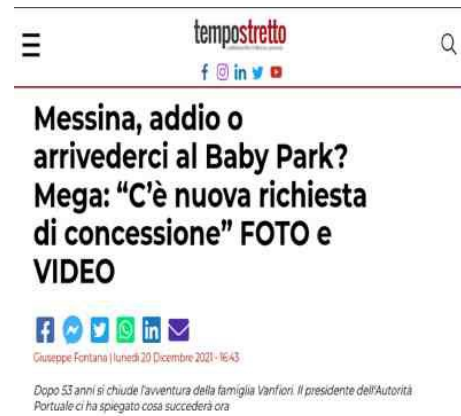 tempostretto
Messina, addio o
arrivederci al Baby Park?
Mega: “C’è nuova richiesta
di concessione” FOTO e
VIDEO
Giuseppe Fontana | lunedì 20 Dicembre 2021 - 16:43
Dopo 53 anni si chiude l'avventura della famiglia Vanfiori. Il presidente dell'Autorità
Portuale ci ha spiegato cosa succederà ora